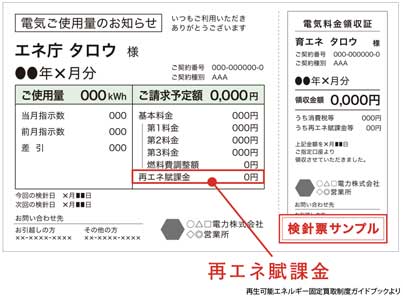 電気ご使用量のお知らせ
いつもご利用いただき
ありがとうございます
エネ庁 タロウ 様
ご契約番号 000-000000-0
ご契約種別 AAA
●●年×月分
ご使用量 000kWh
ご請求予定額 0,000円
当月指示数 000
前月指示数 000
差 引 000
基本料金 000円
第1料金 000円
第2料金 000円
第3料金 000円
燃料費調整額 0円
再エネ賦課金 0円
今回の検針日 ×月■■日
次回の検針日 ×月■■日
お問い合わせ先
お引越しの方 その他の方
××-××××-×××× ××-××××-××××
○△□電力株式会社
◇◎営業所
電気料金領収証
育エネ タロウ 様
ご契約番号 000-000000-0
ご契約種別 AAA
●●年×月分
領収金額 0,000円
うち消費税等 000円
うち再エネ賦課金等 00円
上記金額を×月■■日
ご指定口座より
領収させていただきました。
お問い合わせ
○△□電力株式会社
◇◎営業所
検針票サンプル
再エネ賦課金
再生可能エネルギー固定買取制度ガイドブックより